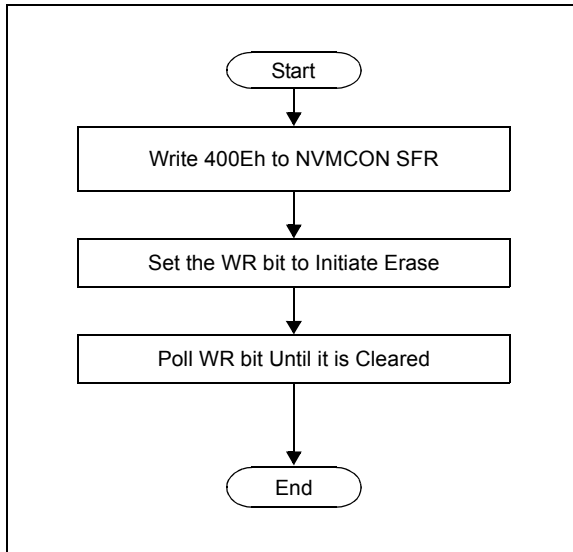 Start
Write 400Eh to NVMCON SFR
Set the WR bit to Initiate Erase
Poll WR bit Until it is Cleared
End